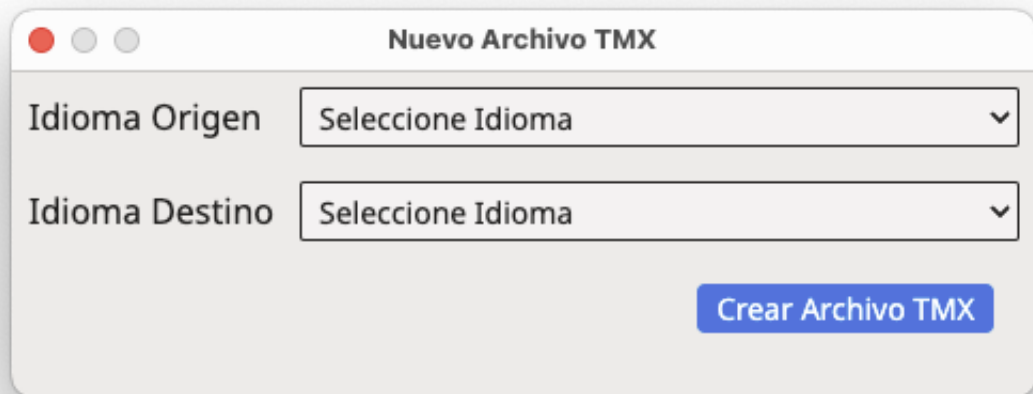 Nuevo Archivo TMX
Idioma Origen Seleccione Idioma
Idioma Destino Seleccione Idioma
Crear Archivo TMX